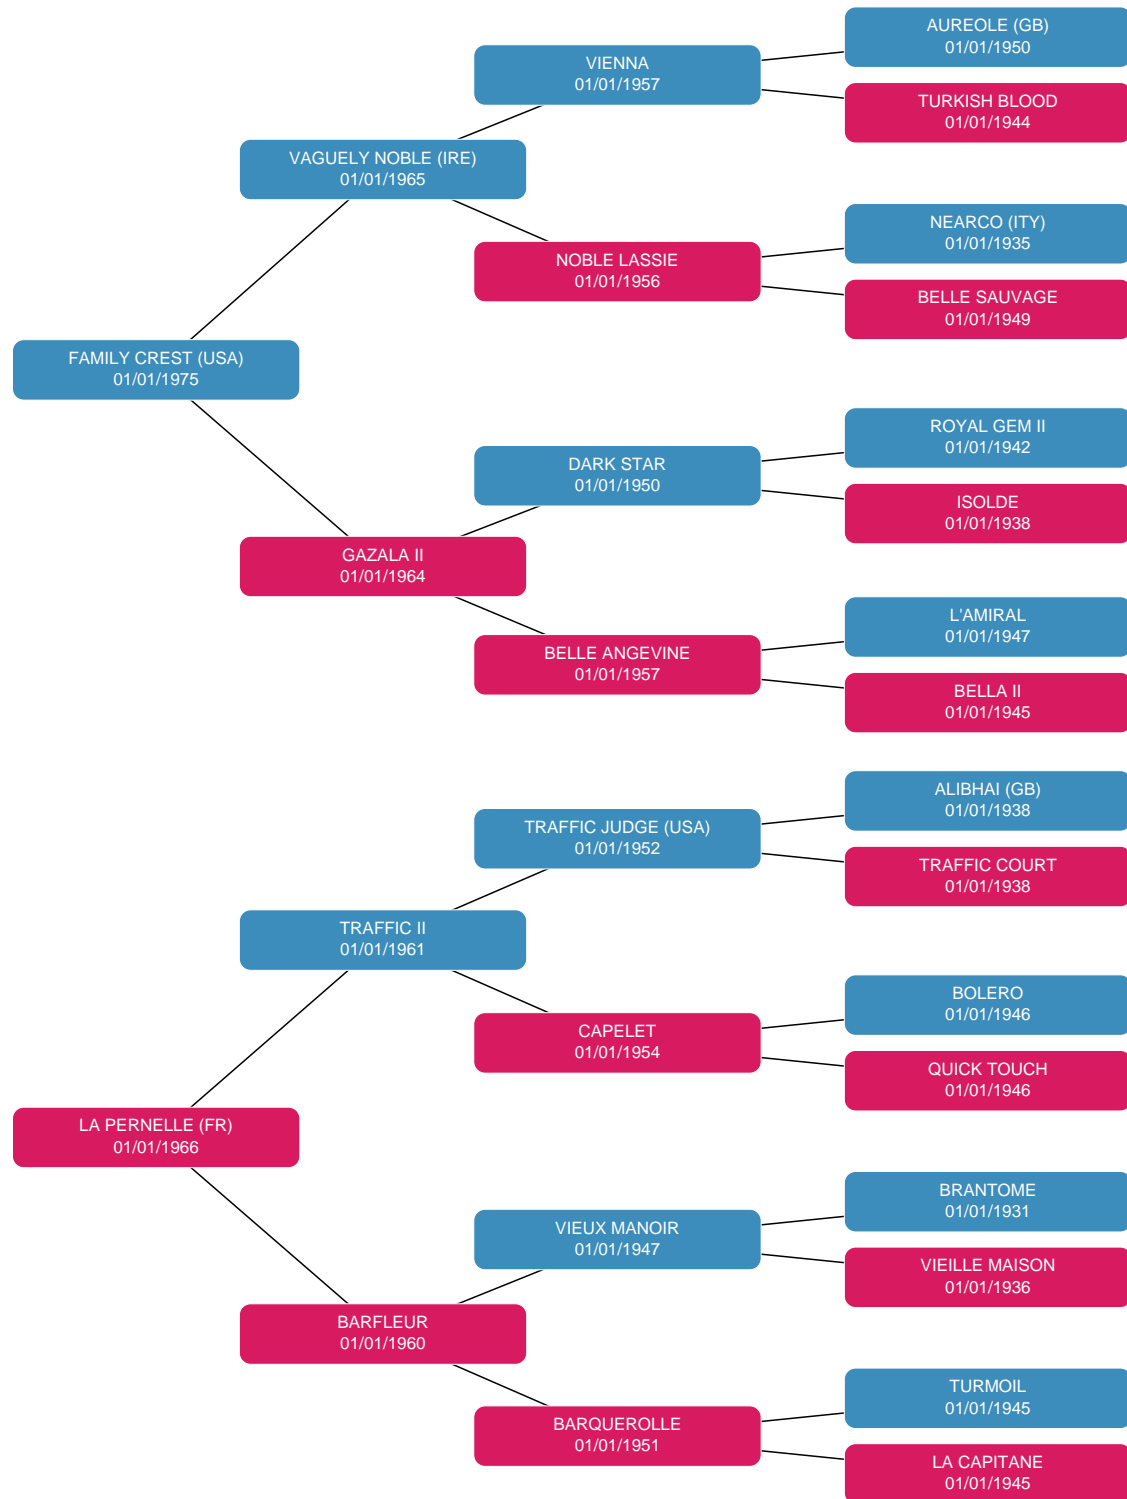 AUREOLE (GB)
01/01/1950
VIENNA
01/01/1957
TURKISH BLOOD
01/01/1944
VAGUELY NOBLE (IRE)
01/01/1965
NEARCO (ITY)
01/01/1935
NOBLE LASSIE
01/01/1956
BELLE SAUVAGE
01/01/1949
FAMILY CREST (USA)
01/01/1975
ROYAL GEM II
01/01/1942
DARK STAR
01/01/1950
ISOLDE
01/01/1938
GAZALA II
01/01/1964
L'AMIRAL
01/01/1947
BELLE ANGEVINE
01/01/1957
BELLA II
01/01/1945
ALIBHAI (GB)
01/01/1938
TRAFFIC JUDGE (USA)
01/01/1952
TRAFFIC COURT
01/01/1938
TRAFFIC II
01/01/1961
BOLERO
01/01/1946
CAPELET
01/01/1954
QUICK TOUCH
01/01/1946
LA PERNELLE (FR)
01/01/1966
BRANTOME
01/01/1931
VIEUX MANOIR
01/01/1947
VIEILLE MAISON
01/01/1936
BARFLEUR
01/01/1960
TURMOIL
01/01/1945
BARQUEROLLE
01/01/1951
LA CAPITANE
01/01/1945